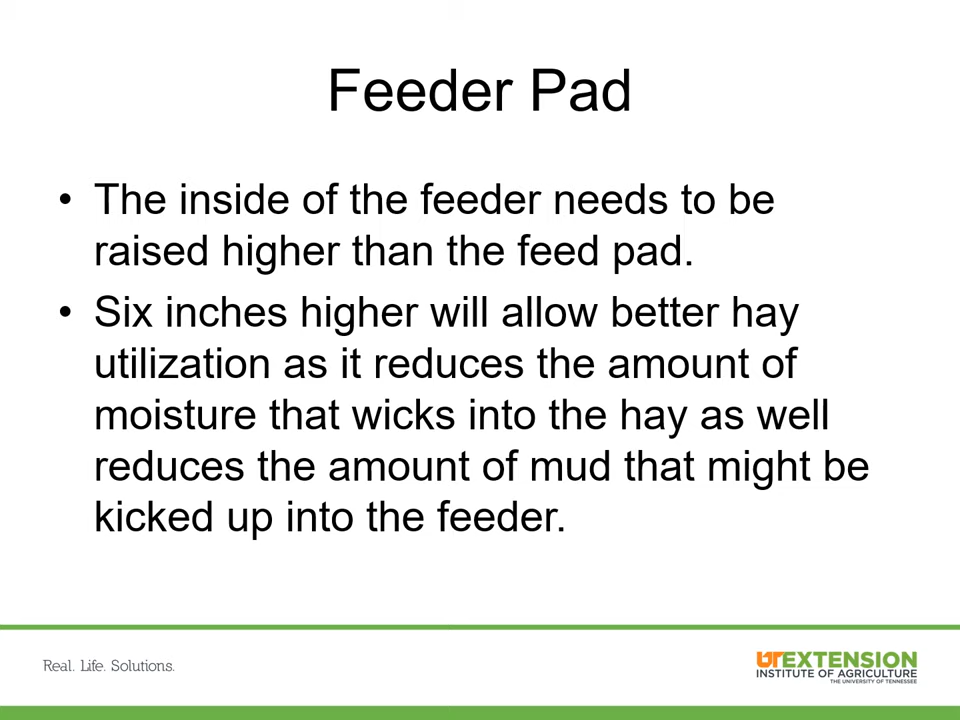 Feeder Pad
• The inside of the feeder needs to be
raised higher than the feed pad.
• Six inches higher will allow better hay
utilization as it reduces the amount of
moisture that wicks into the hay as well
reduces the amount of mud that might be
kicked up into the feeder.
Real. Life. Solutions.
UT EXTENSION
INSTITUTE OF AGRICULTURE
THE UNIVERSITY OF TENNESSEE